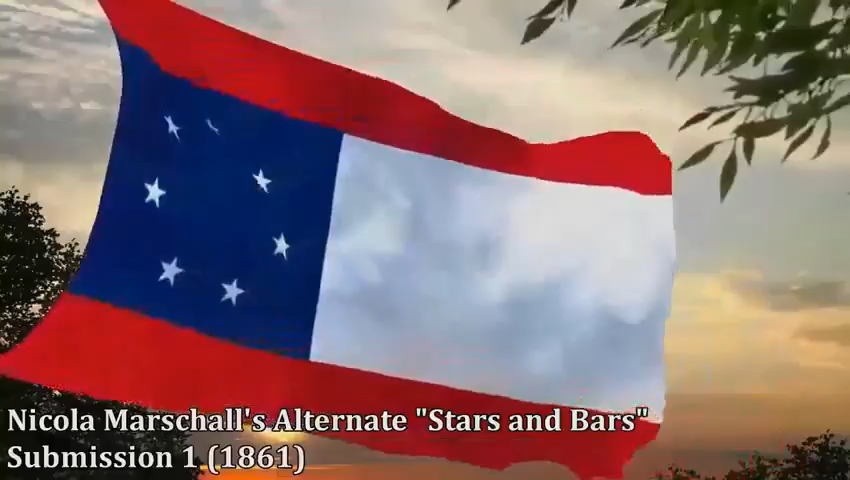 Nicola Marschall's Alternate "Stars and Bars"
Submission 1 (1861)